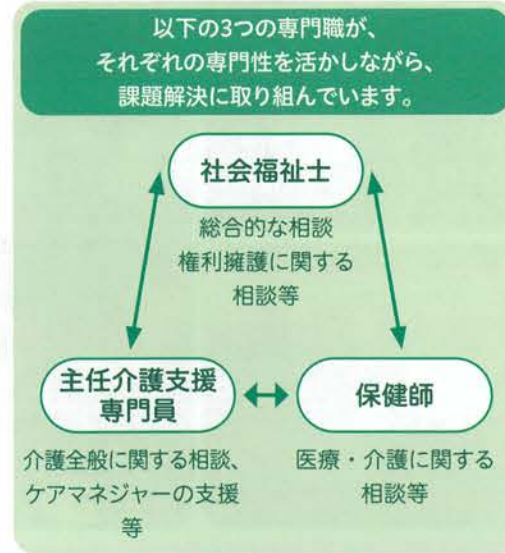 以下の3つの専門職が、
それぞれの専門性を活かしながら、
課題解決に取り組んでいます。
社会福祉士
総合的な相談
権利擁護に関する
相談等
主任介護支援
専門員
介護全般に関する相談、
ケアマネジャーの支援
等
保健師
医療・介護に関する
相談等